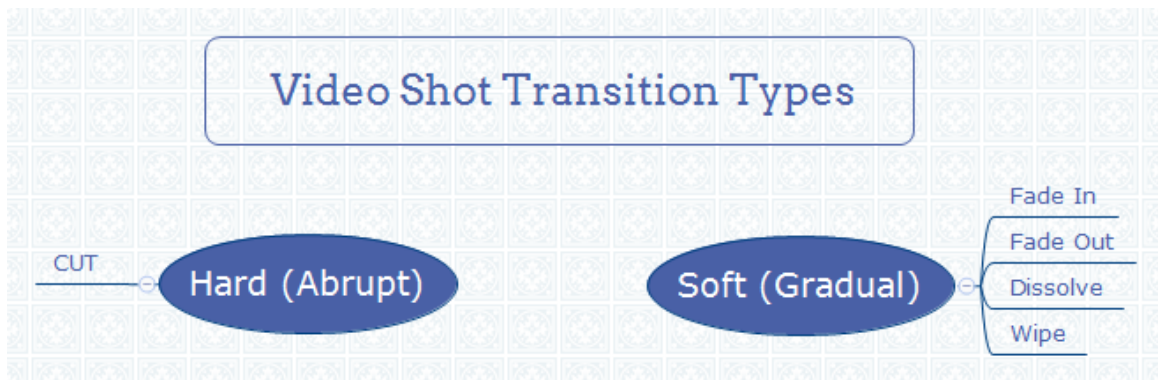 Video Shot Transition Types
CUT
Hard (Abrupt)
Soft (Gradual)
Fade In
Fade Out
Dissolve
Wipe